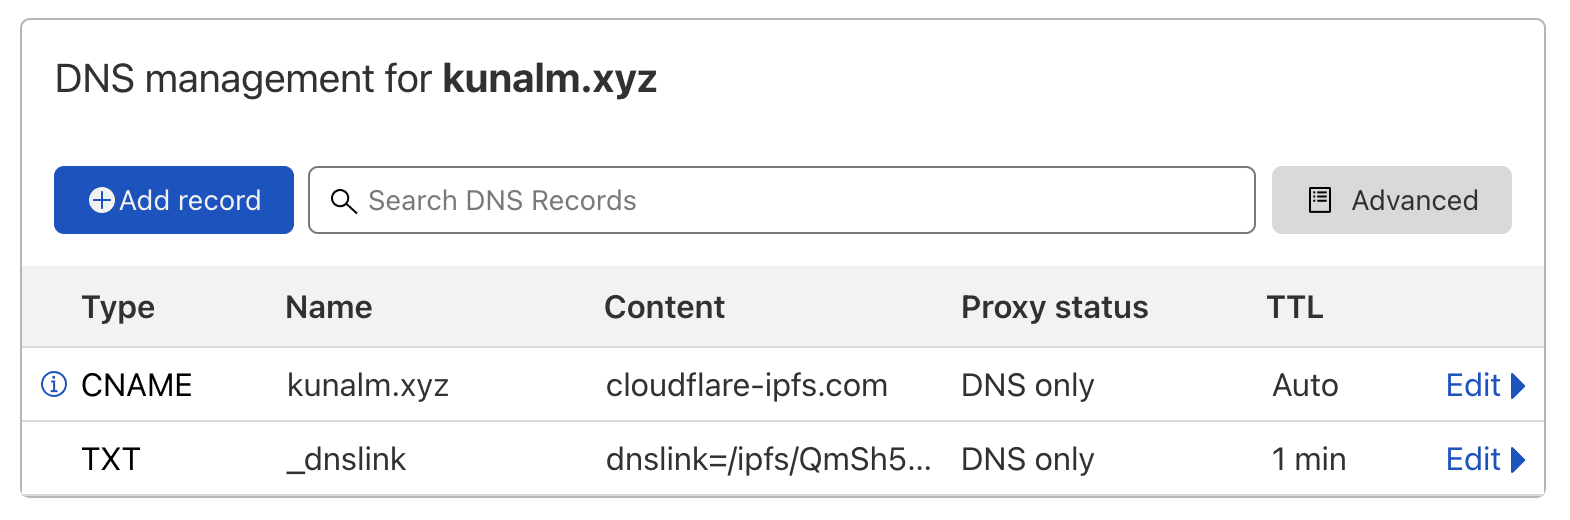 DNS management for kunalm.xyz
Add record Search DNS Records Advanced
Type Name Content Proxy status TTL
CNAME kunalm.xyz cloudflare-ipfs.com DNS only Auto Edit
TXT _dnslink dnslink=/ipfs/QmSh5... DNS only 1 min Edit